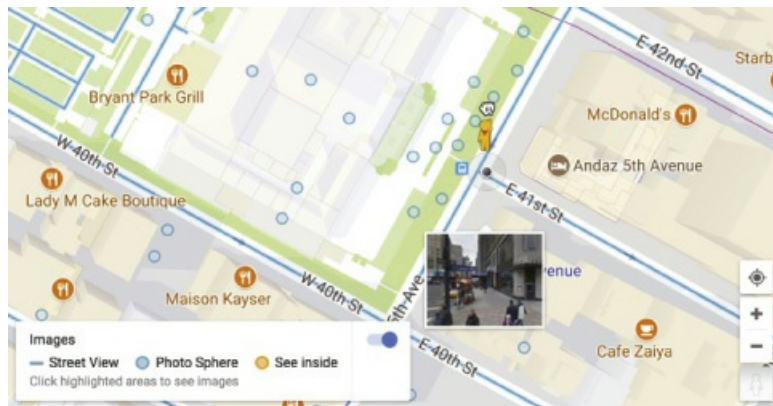 E 42nd St
Starb
Bryant Park Grill
McDonald's
W 40th St
Andaz 5th Avenue
Lady M Cake Boutique
E 41st St
venue
Maison Kayser
W 40th St
5th Ave
Images
Street View
Photo Sphere
See inside
Click highlighted areas to see images
E 40th St
Cafe Zaiya
+
−